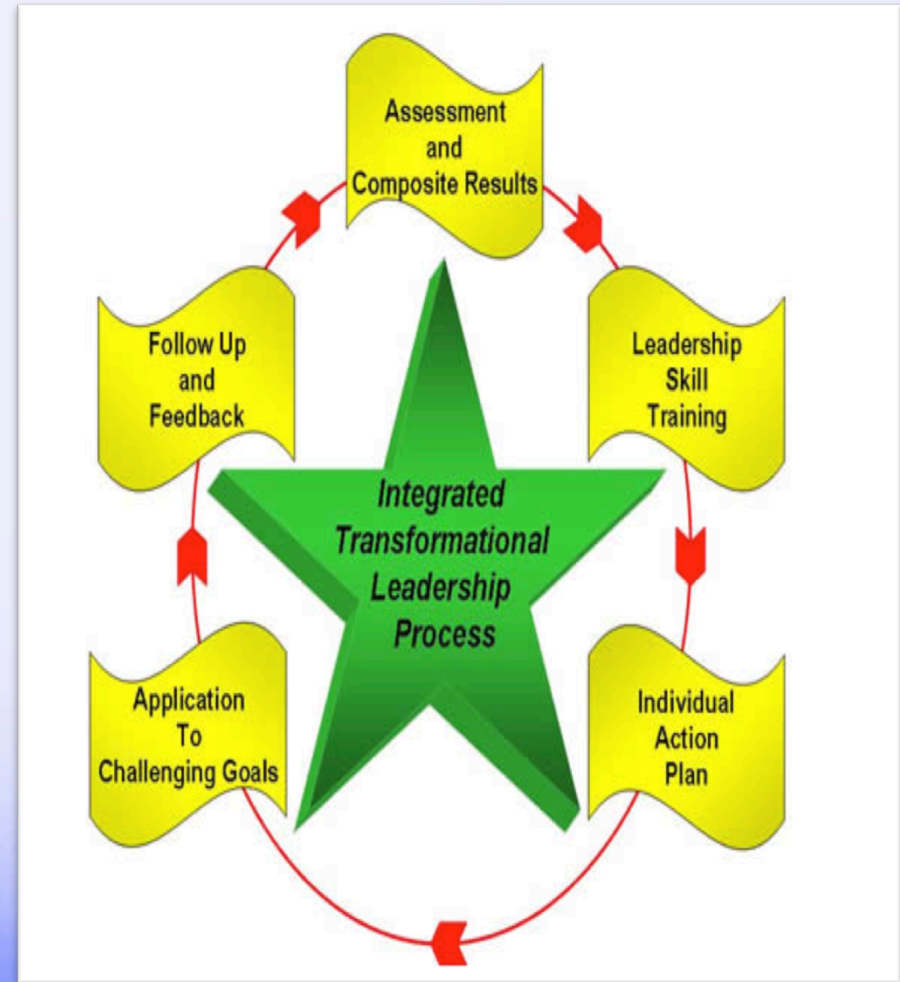 Assessment
and
Composite Results
Follow Up
and
Feedback
Leadership
Skill
Training
Integrated
Transformational
Leadership
Process
Application
To
Challenging Goals
Individual
Action
Plan